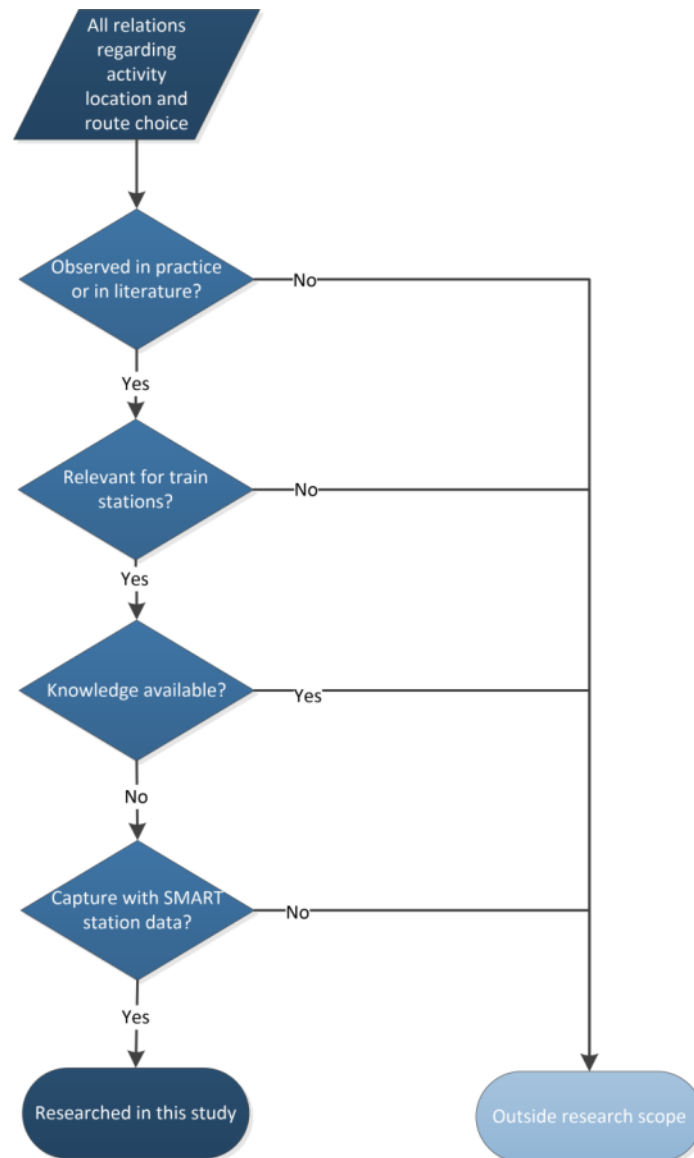 All relations
regarding
activity
location and
route choice
Observed in practice
or in literature?
No
Yes
Relevant for train
stations?
No
Yes
Knowledge available?
Yes
No
Capture with SMART
station data?
No
Yes
Researched in this study
Outside research scope